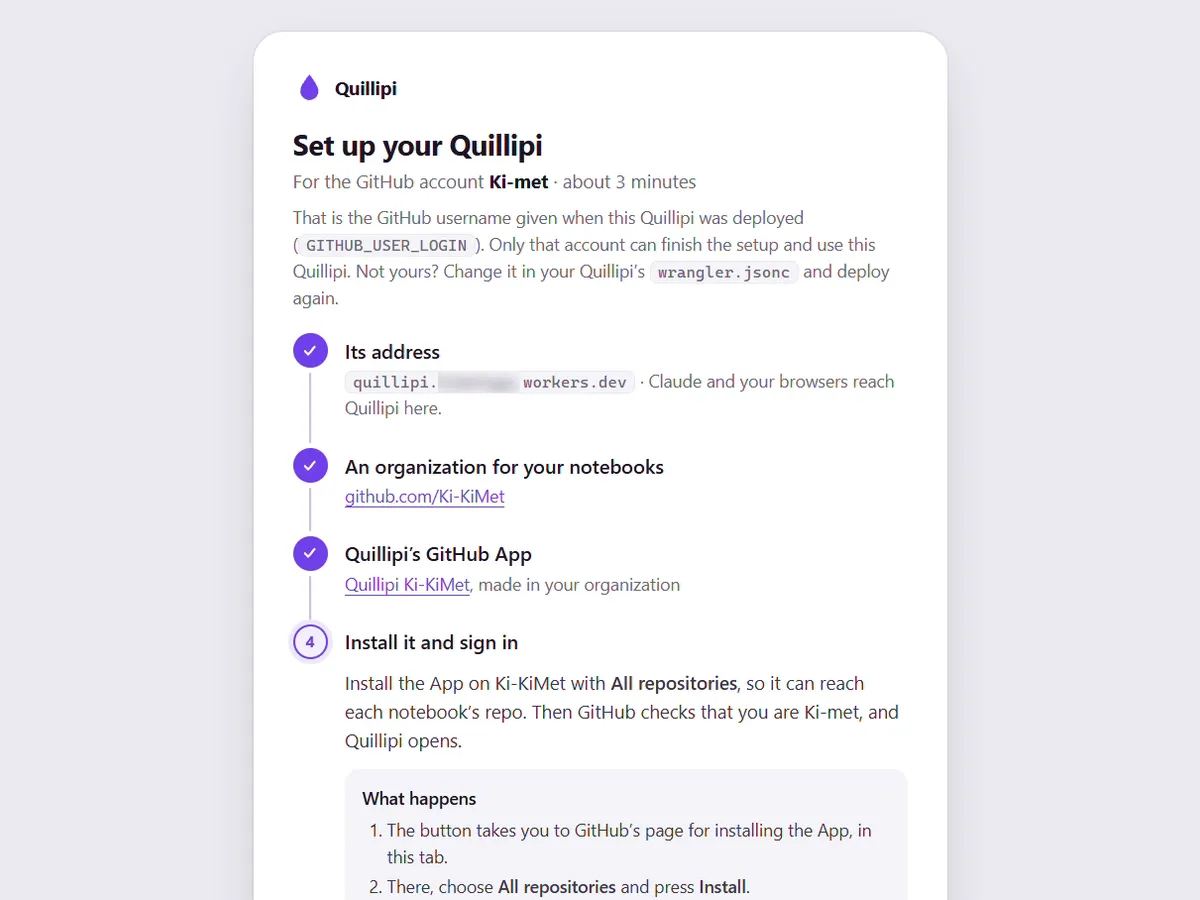 Quillipi
Set up your Quillipi
For the GitHub account Ki-met · about 3 minutes
That is the GitHub username given when this Quillipi was deployed
(GITHUB_USER_LOGIN). Only that account can finish the setup and use this
Quillipi. Not yours? Change it in your Quillipi’s wrangler.jsonc and deploy
again.
Its address
quillipi. workers.dev · Claude and your browsers reach
Quillipi here.
An organization for your notebooks
github.com/Ki-KiMet
Quillipi’s GitHub App
Quillipi Ki-KiMet, made in your organization
4
Install it and sign in
Install the App on Ki-KiMet with All repositories, so it can reach
each notebook’s repo. Then GitHub checks that you are Ki-met, and
Quillipi opens.
What happens
1. The button takes you to GitHub’s page for installing the App, in
this tab.
2. There, choose All repositories and press Install.